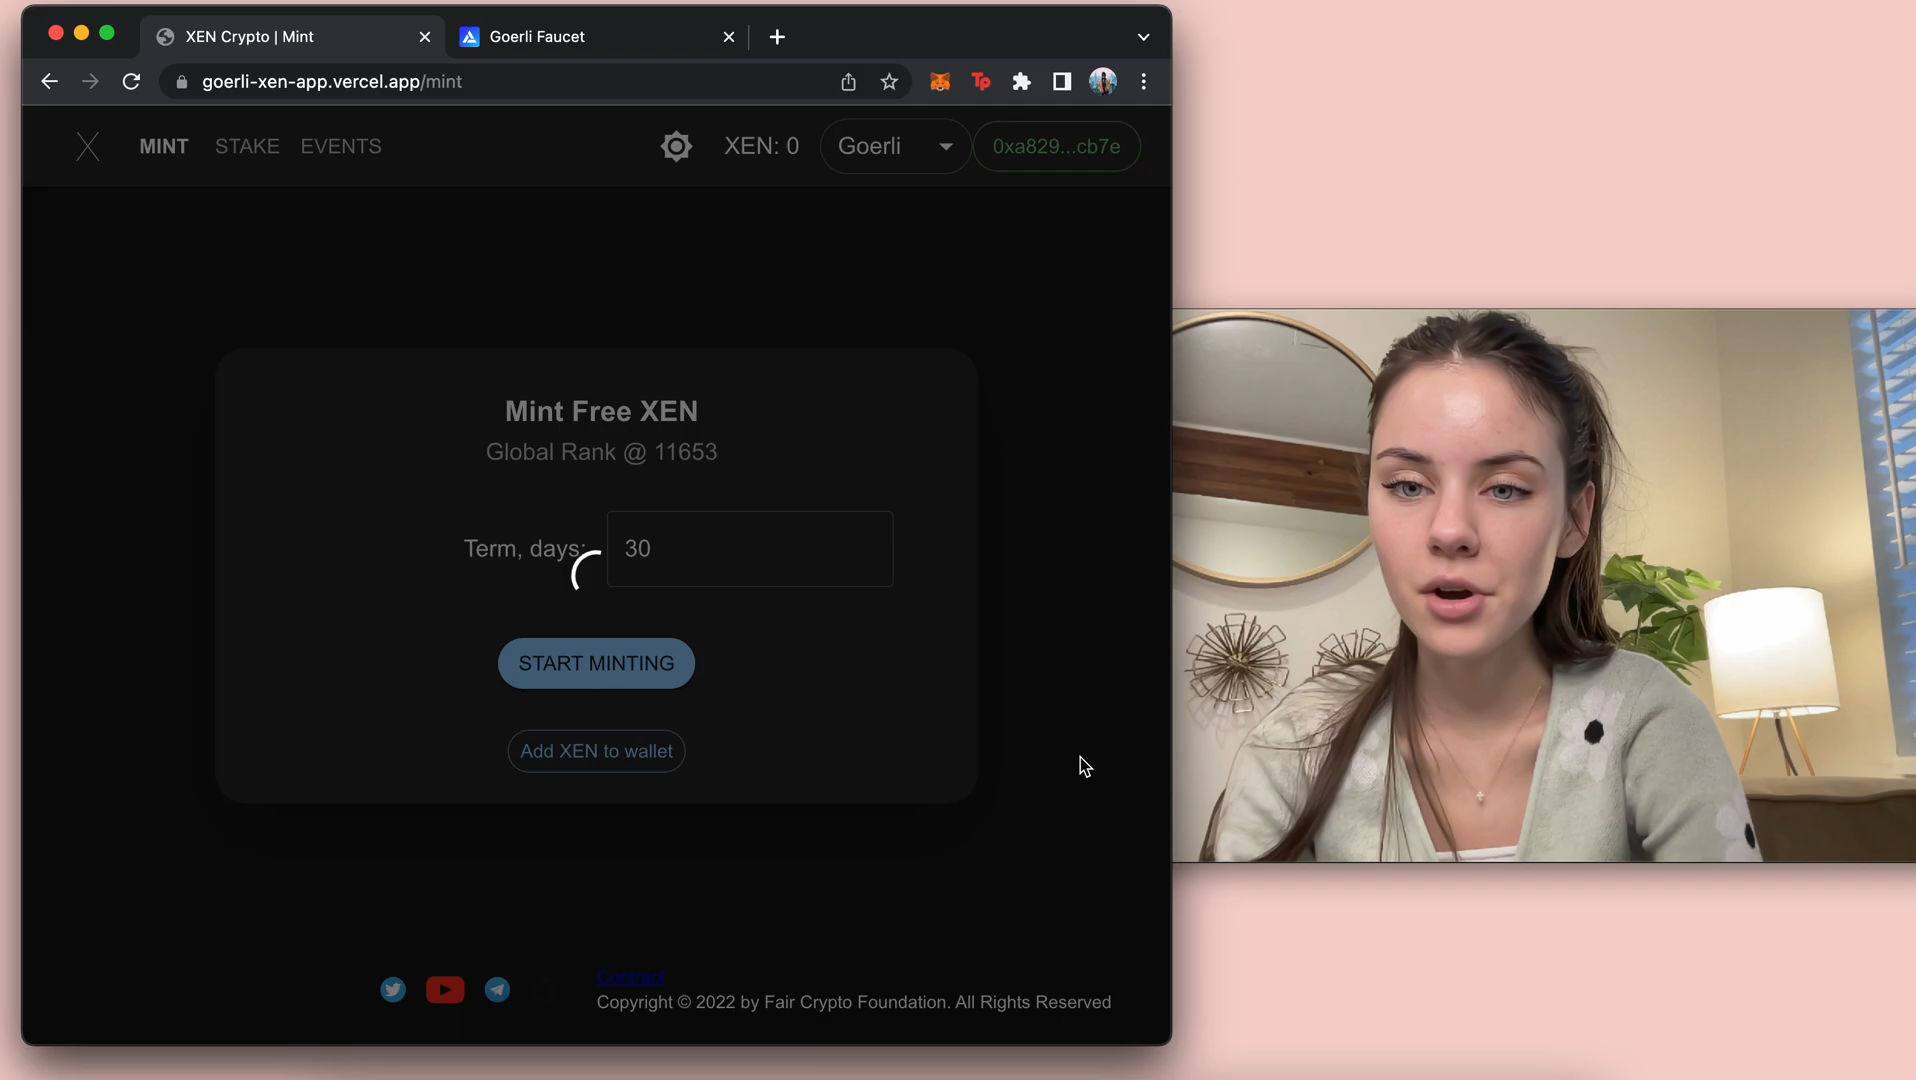 XEN Crypto | Mint
Goerli Faucet
goerli-xen-app.vercel.app/mint
Tp
MINT STAKE EVENTS XEN: 0 Goerli 0xa829...cb7e
Mint Free XEN
Global Rank @ 11653
Term, days: 30
START MINTING
Add XEN to wallet
Contract
Copyright © 2022 by Fair Crypto Foundation. All Rights Reserved